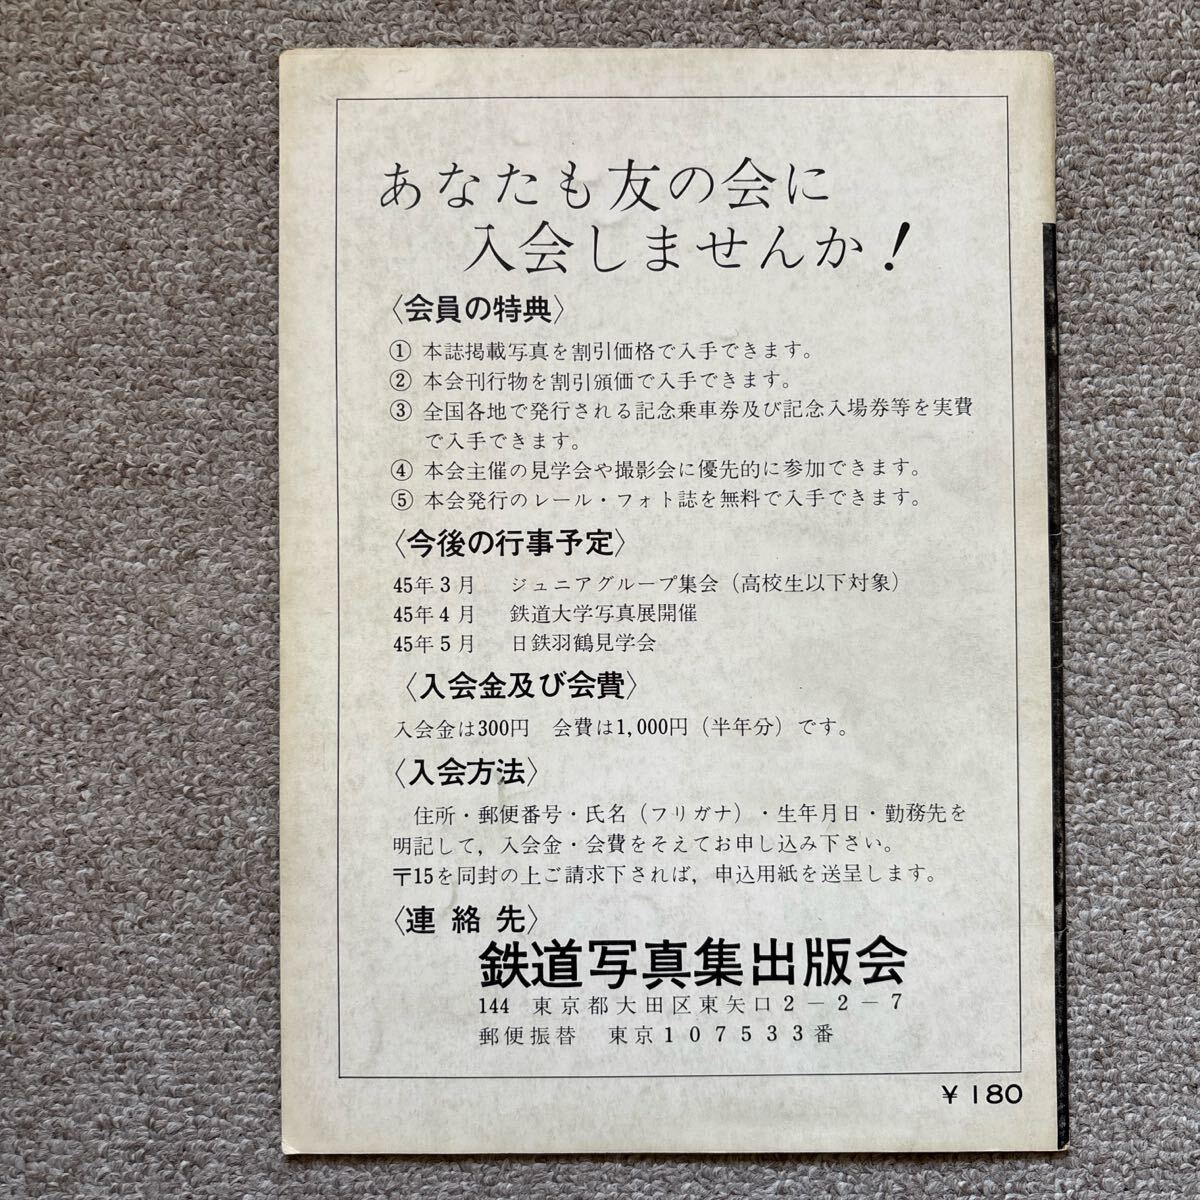 あなたも友の会に
入会しませんか！
〈会員の特典〉
① 本誌掲載写真を割引価格で入手できます。
② 本会刊行物を割引頒価で入手できます。
③ 全国各地で発行される記念乗車券及び記念入場券等を実費
で入手できます。
④ 本会主催の見学会や撮影会に優先的に参加できます。
⑤ 本会発行のレール・フォト誌を無料で入手できます。
〈今後の行事予定〉
45年3月 ジュニアグループ集会（高校生以下対象）
45年4月 鉄道大学写真展開催
45年5月 日鉄羽鶴見学会
〈入会金及び会費〉
入会金は300円 会費は1,000円（半年分）です。
〈入会方法〉
住所・郵便番号・氏名（フリガナ）・生年月日・勤務先を
明記して，入会金・会費をそえてお申し込み下さい。
〒15を同封の上ご請求下されば，申込用紙を送呈します。
〈連絡先〉
鉄道写真集出版会
144 東京都大田区東矢口2－2－7
郵便振替 東京107533番
¥180